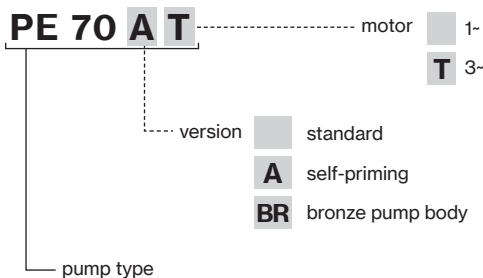 PE 70 A T
motor 1~
T 3~
version standard
A self-priming
BR bronze pump body
pump type